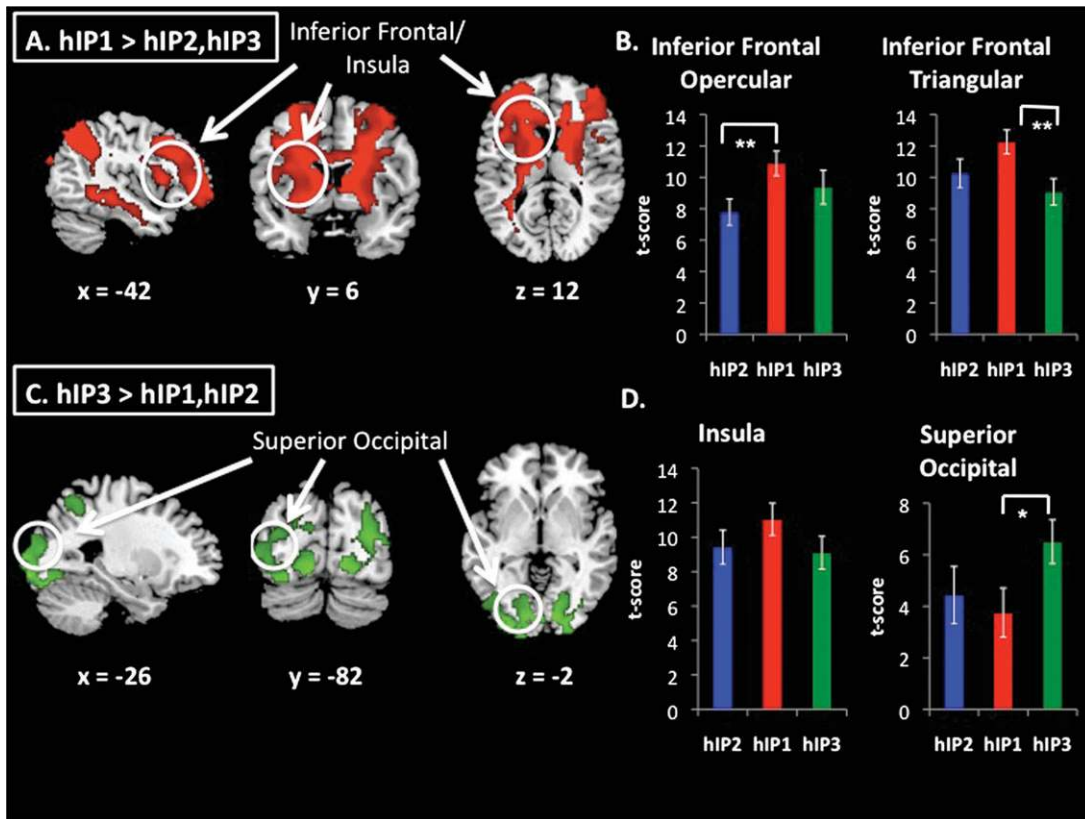 A. hIP1 > hIP2,hIP3
Inferior Frontal/
Insula
x = -42
y = 6
z = 12
B.
Inferior Frontal
Opercular
t-score
14
12
10
8
6
4
2
0
**
hIP2 hIP1 hIP3
Inferior Frontal
Triangular
t-score
14
12
10
8
6
4
2
0
**
hIP2 hIP1 hIP3
C. hIP3 > hIP1,hIP2
Superior Occipital
x = -26
y = -82
z = -2
D.
Insula
t-score
14
12
10
8
6
4
2
0
hIP2 hIP1 hIP3
Superior
Occipital
t-score
8
6
4
2
0
*
hIP2 hIP1 hIP3